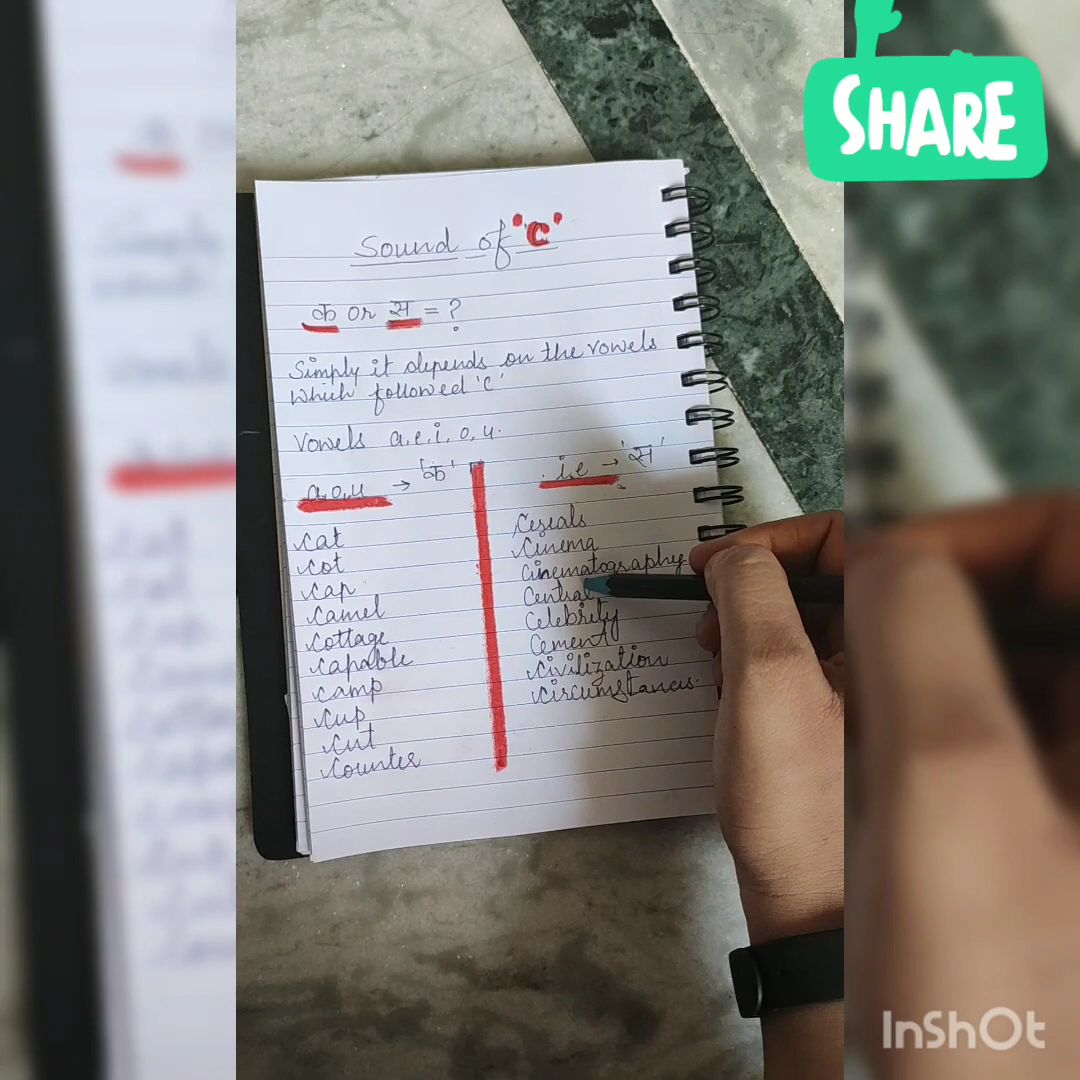 SHARE
Sound of "C"
क or स = ?
Simply it depends on the vowels
which followed 'C'
Vowels a, e, i, o, u.
a, o, u → 'क'
cat
cot
cap
camel
cottage
capable
camp
cup
cut
counter
i, e → 'स'
cereals
cinema
cinematography
central
celebrity
cement
civilization
circumstances.
InShOt